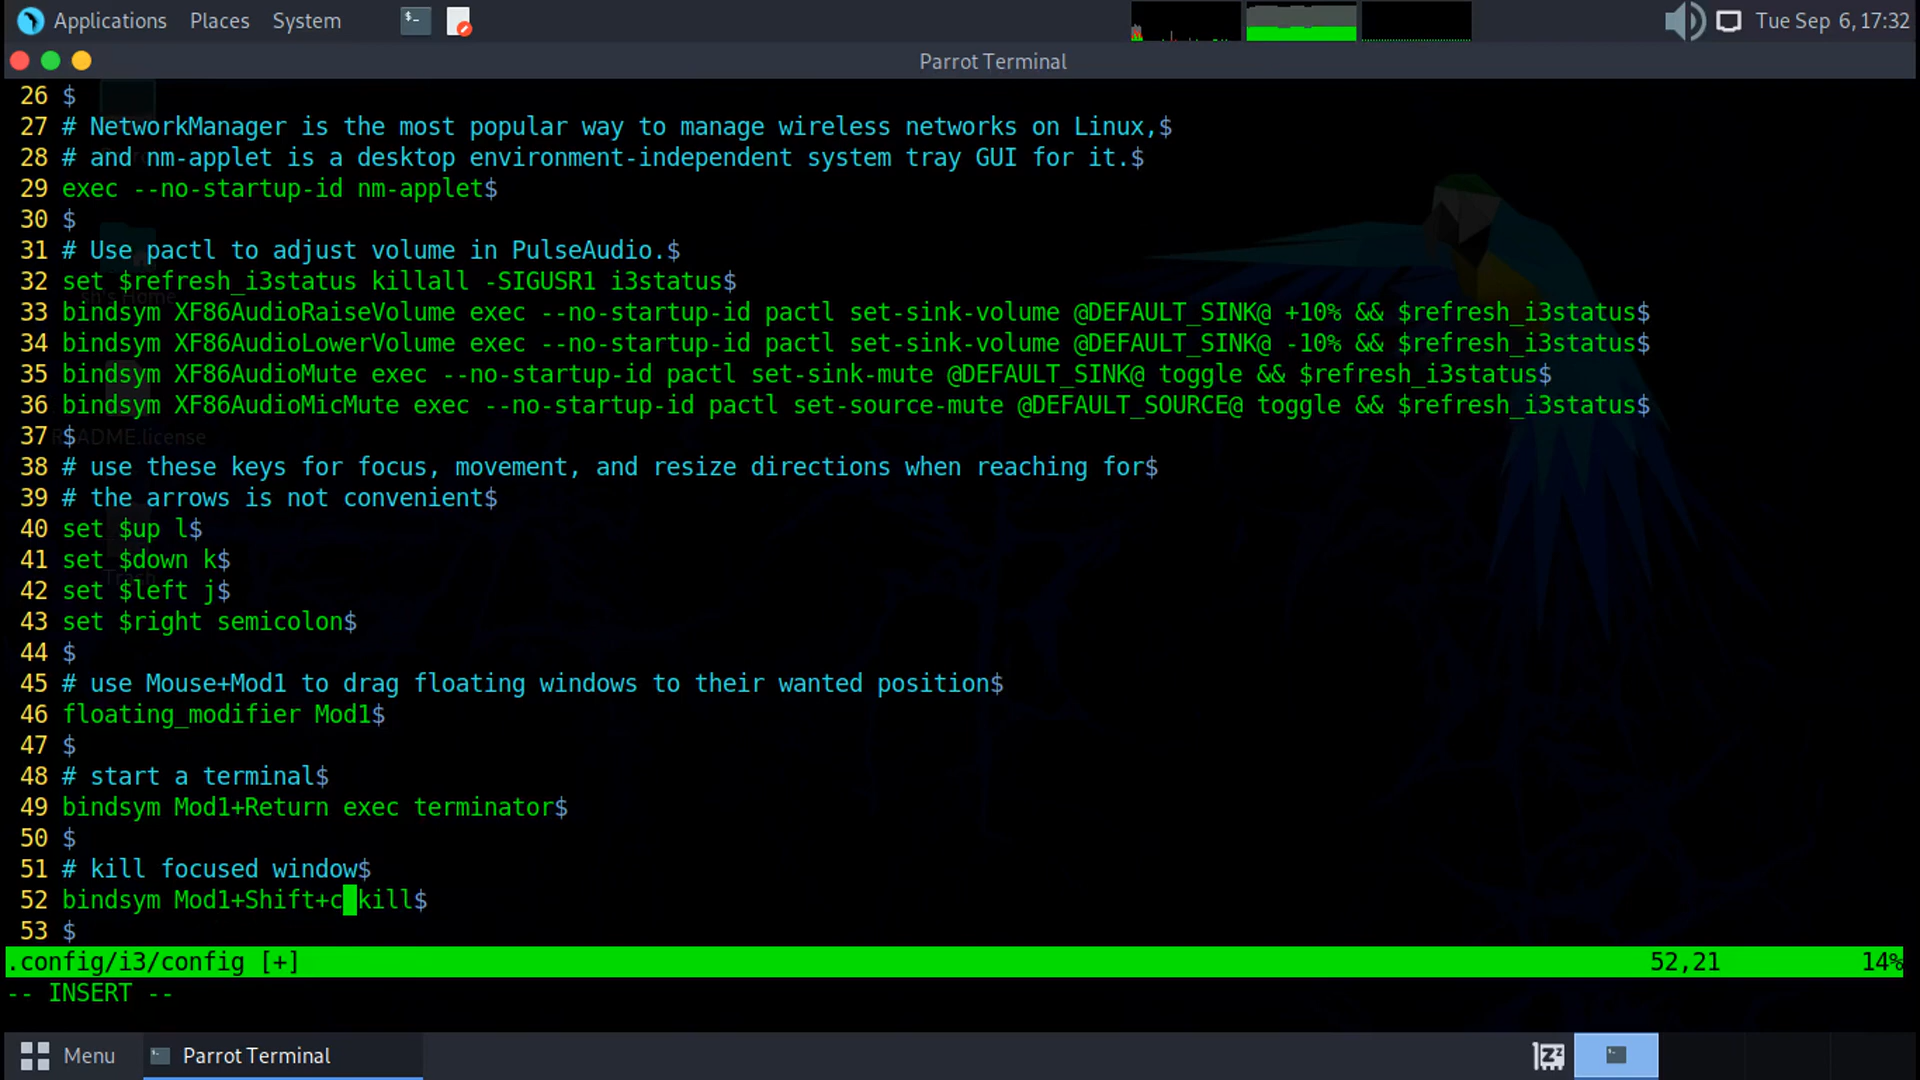 Applications Places System
Tue Sep 6, 17:32
Parrot Terminal
26 $
27 # NetworkManager is the most popular way to manage wireless networks on Linux,$
28 # and nm-applet is a desktop environment-independent system tray GUI for it.$
29 exec --no-startup-id nm-applet$
30 $
31 # Use pactl to adjust volume in PulseAudio.$
32 set $refresh_i3status killall -SIGUSR1 i3status$
33 bindsym XF86AudioRaiseVolume exec --no-startup-id pactl set-sink-volume @DEFAULT_SINK@ +10% && $refresh_i3status$
34 bindsym XF86AudioLowerVolume exec --no-startup-id pactl set-sink-volume @DEFAULT_SINK@ -10% && $refresh_i3status$
35 bindsym XF86AudioMute exec --no-startup-id pactl set-sink-mute @DEFAULT_SINK@ toggle && $refresh_i3status$
36 bindsym XF86AudioMicMute exec --no-startup-id pactl set-source-mute @DEFAULT_SOURCE@ toggle && $refresh_i3status$
37 $
README.license
38 # use these keys for focus, movement, and resize directions when reaching for$
39 # the arrows is not convenient$
40 set $up l$
41 set $down k$
42 set $left j$
43 set $right semicolon$
44 $
45 # use Mouse+Mod1 to drag floating windows to their wanted position$
46 floating_modifier Mod1$
47 $
48 # start a terminal$
49 bindsym Mod1+Return exec terminator$
50 $
51 # kill focused window$
52 bindsym Mod1+Shift+c kill$
53 $
.config/i3/config [+] 52,21 14%
-- INSERT --
Menu Parrot Terminal